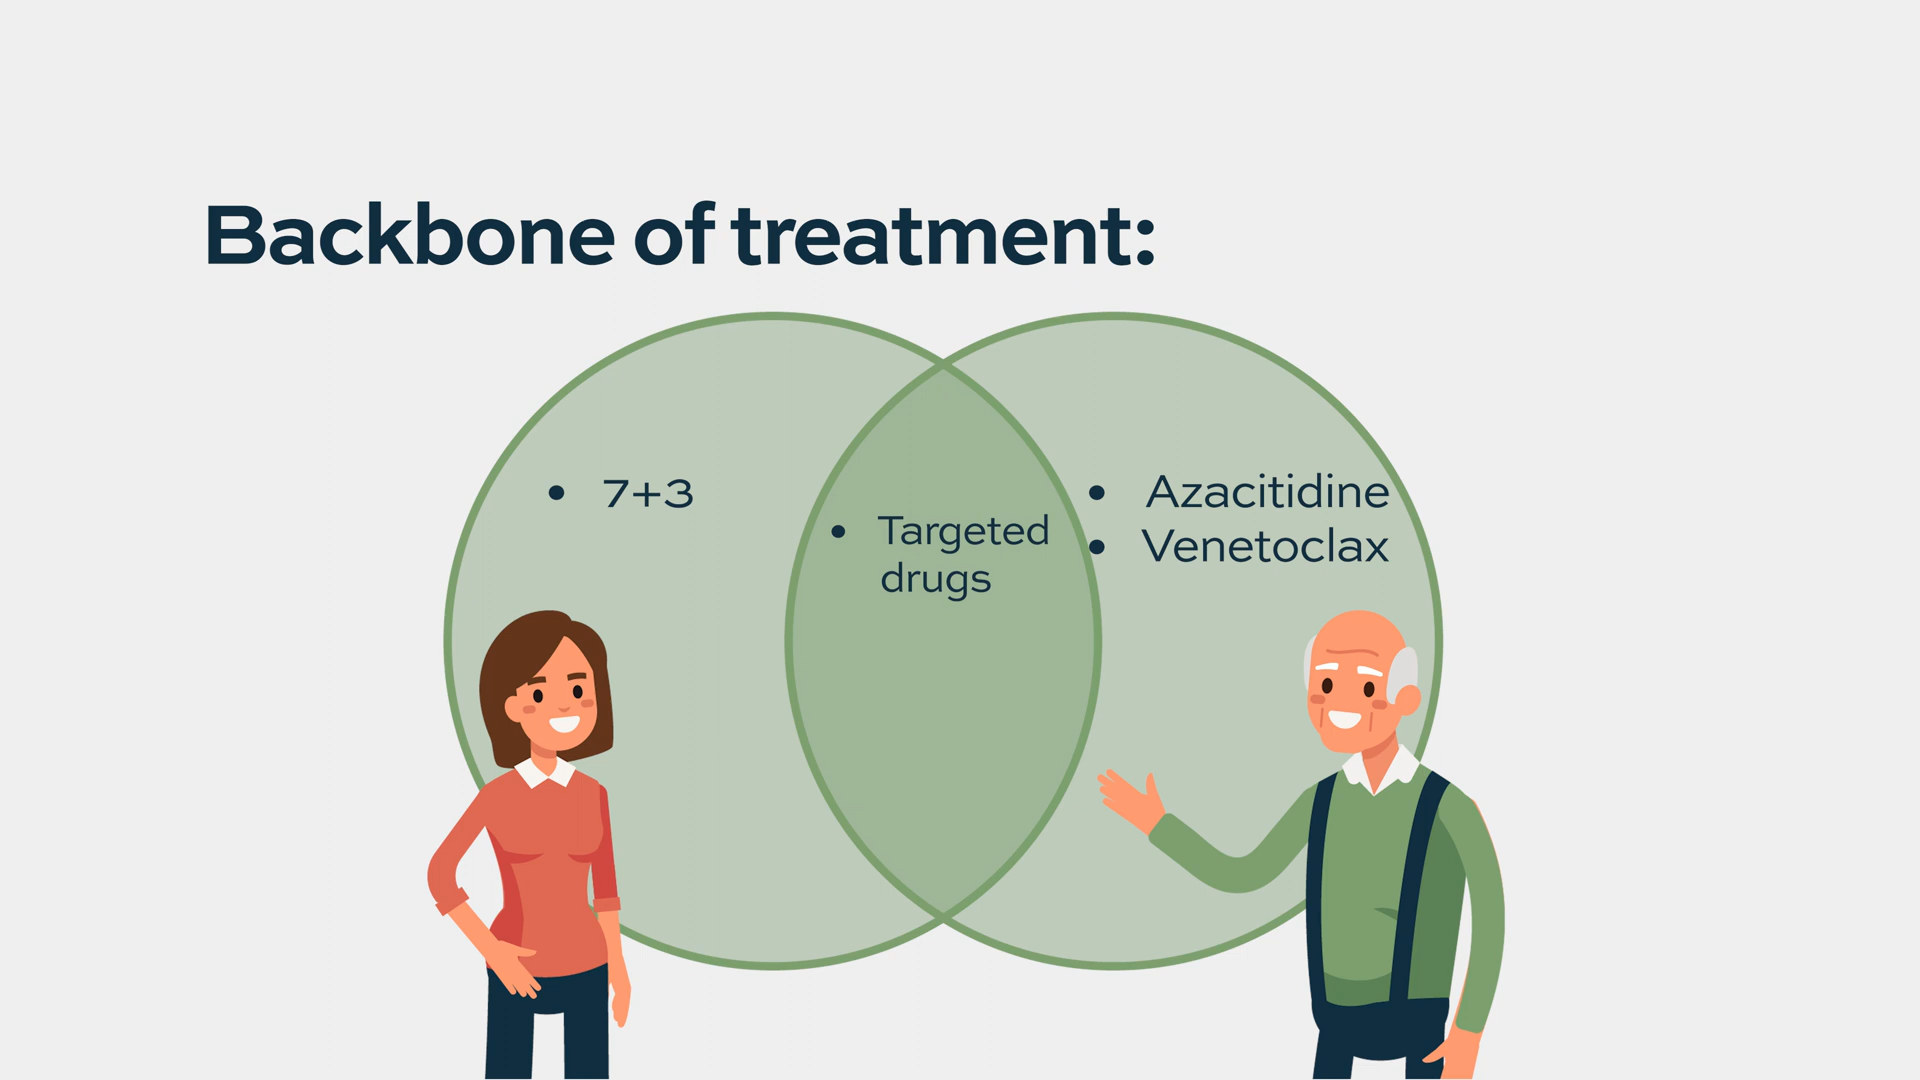 Backbone of treatment:
• 7+3
• Targeted
drugs
• Azacitidine
• Venetoclax